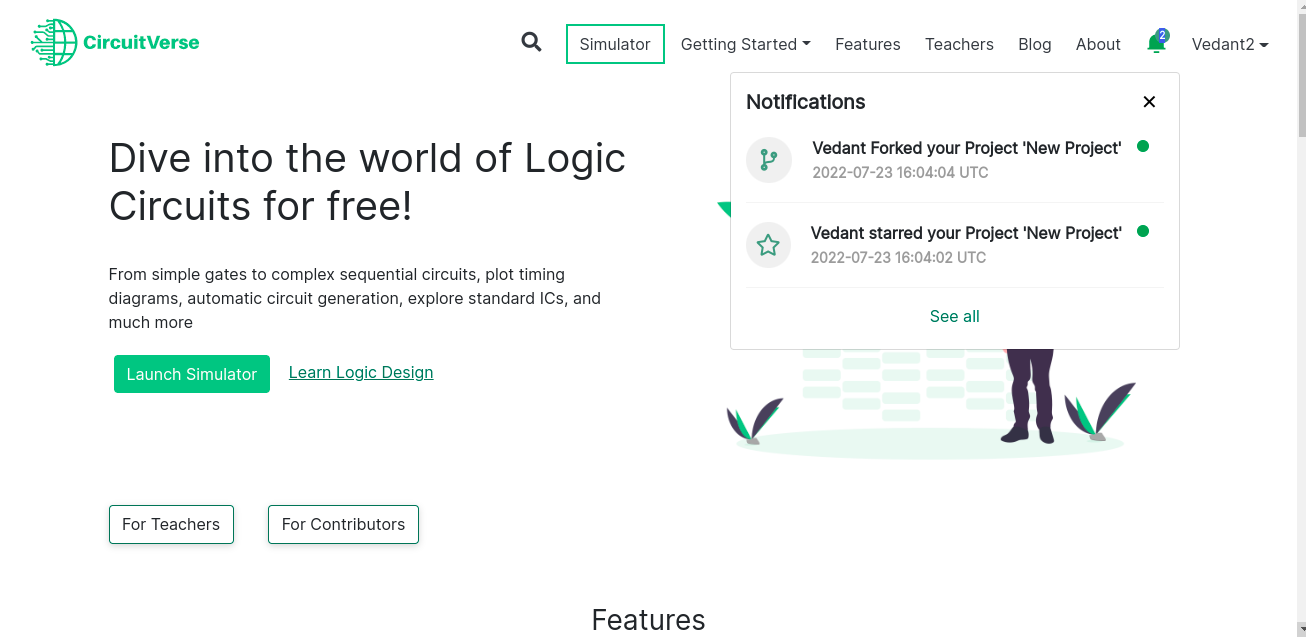 CircuitVerse
Simulator
Getting Started
Features
Teachers
Blog
About
2
Vedant2
Notifications
Vedant Forked your Project 'New Project'
2022-07-23 16:04:04 UTC
Vedant starred your Project 'New Project'
2022-07-23 16:04:02 UTC
See all
Dive into the world of Logic
Circuits for free!
From simple gates to complex sequential circuits, plot timing
diagrams, automatic circuit generation, explore standard ICs, and
much more
Launch Simulator
Learn Logic Design
For Teachers
For Contributors
Features